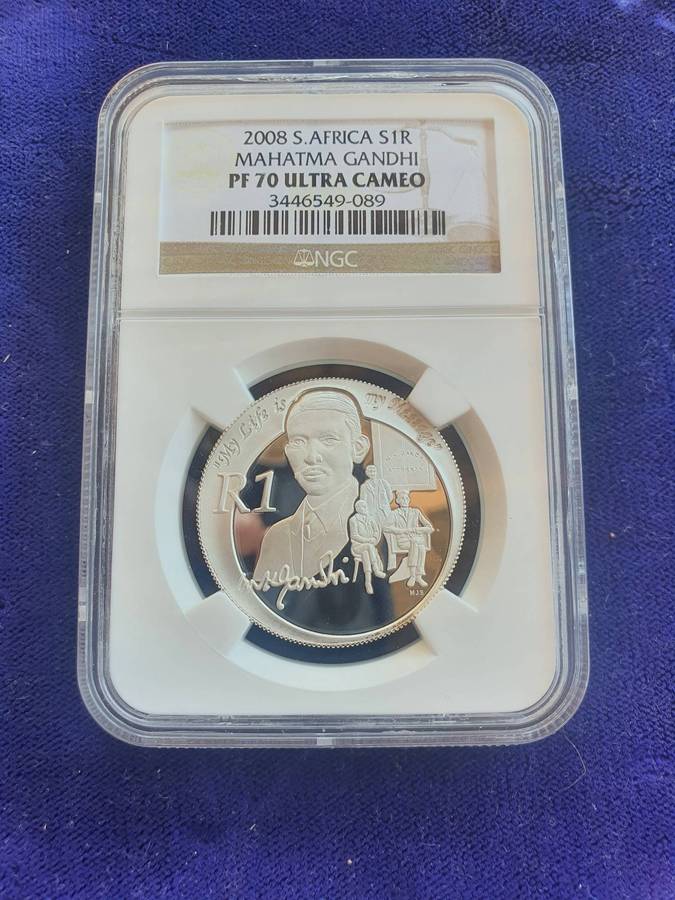 2008 S.AFRICA S1R
MAHATMA GANDHI
PF 70 ULTRA CAMEO
3446549-089
NGC
"My Life is my Message"
R1
M K Gandhi
MJS